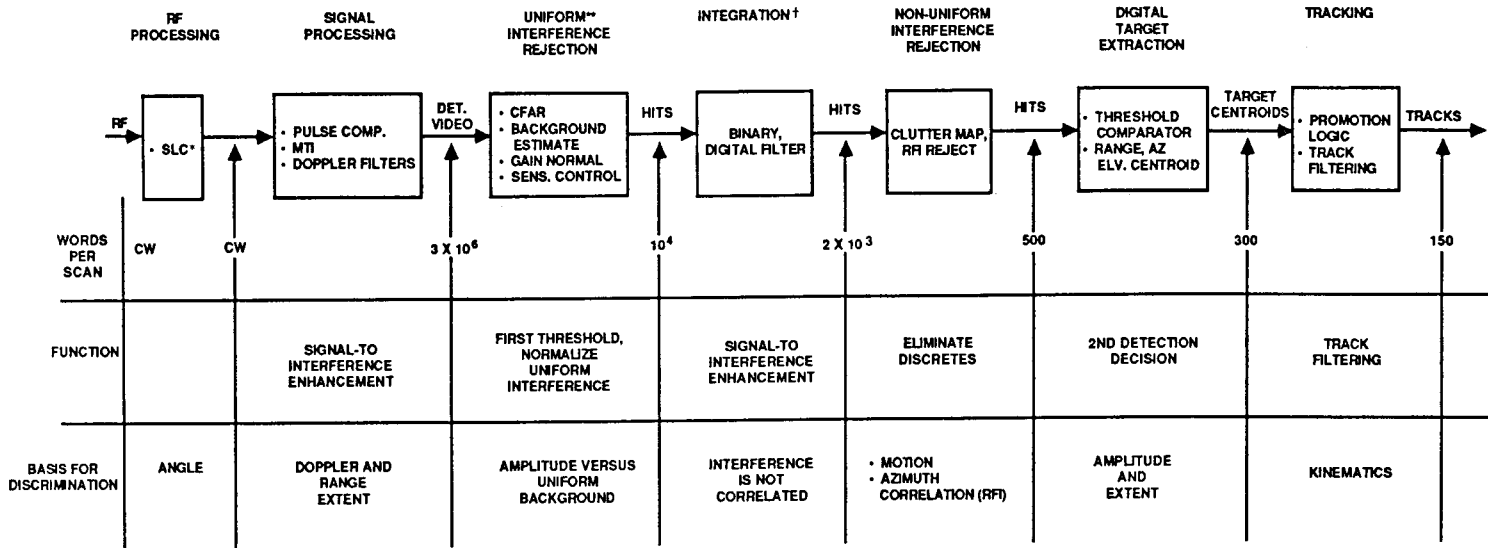 RF
PROCESSING
SIGNAL
PROCESSING
UNIFORM**
INTERFERENCE
REJECTION
INTEGRATION†
NON-UNIFORM
INTERFERENCE
REJECTION
DIGITAL
TARGET
EXTRACTION
TRACKING
RF
• SLC*
• PULSE COMP.
• MTI
• DOPPLER FILTERS
DET.
VIDEO
• CFAR
• BACKGROUND
ESTIMATE
• GAIN NORMAL
• SENS. CONTROL
HITS
BINARY,
DIGITAL FILTER
HITS
CLUTTER MAP,
RFI REJECT
HITS
• THRESHOLD
COMPARATOR
• RANGE, AZ
ELV. CENTROID
TARGET
CENTROIDS
• PROMOTION
LOGIC
• TRACK
FILTERING
TRACKS
WORDS
PER
SCAN
CW
CW
3 X 10⁶
10⁴
2 X 10³
500
300
150
FUNCTION
SIGNAL-TO
INTERFERENCE
ENHANCEMENT
FIRST THRESHOLD,
NORMALIZE
UNIFORM
INTERFERENCE
SIGNAL-TO
INTERFERENCE
ENHANCEMENT
ELIMINATE
DISCRETES
2ND DETECTION
DECISION
TRACK
FILTERING
BASIS FOR
DISCRIMINATION
ANGLE
DOPPLER AND
RANGE
EXTENT
AMPLITUDE VERSUS
UNIFORM
BACKGROUND
INTERFERENCE
IS NOT
CORRELATED
• MOTION
• AZIMUTH
CORRELATION (RFI)
AMPLITUDE
AND
EXTENT
KINEMATICS